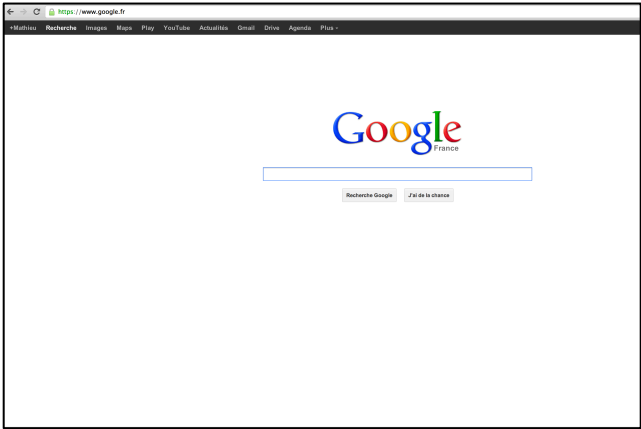 https://www.google.fr
+Mathieu Recherche Images Maps Play YouTube Actualités Gmail Drive Agenda Plus
Google
France
Recherche Google J'ai de la chance